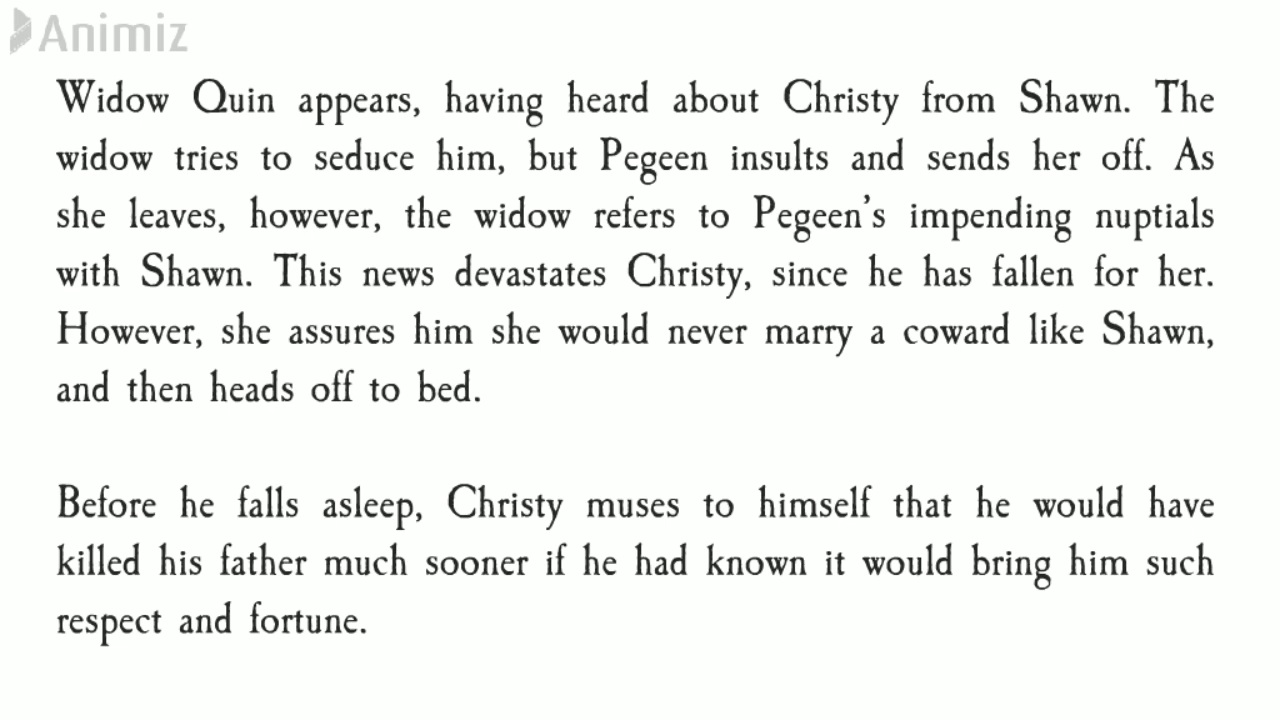 Animiz
Widow Quin appears, having heard about Christy from Shawn. The
widow tries to seduce him, but Pegeen insults and sends her off. As
she leaves, however, the widow refers to Pegeen's impending nuptials
with Shawn. This news devastates Christy, since he has fallen for her.
However, she assures him she would never marry a coward like Shawn,
and then heads off to bed.
Before he falls asleep, Christy muses to himself that he would have
killed his father much sooner if he had known it would bring him such
respect and fortune.